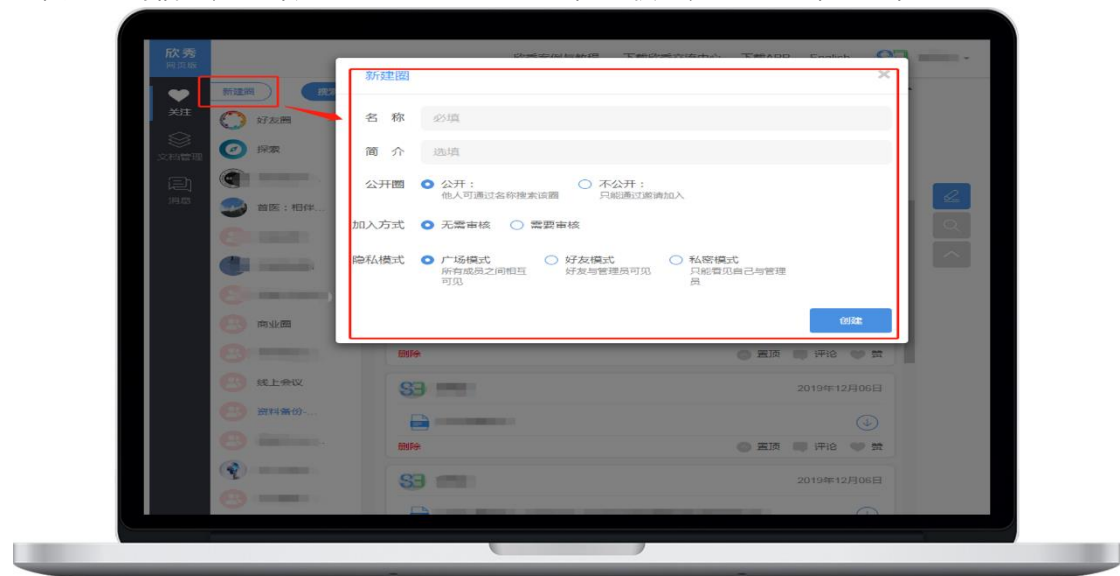 欣秀
网页版
下载APP
English
新建圈
搜索
关注
好友圈
文档管理
探索
消息
首医：相伴...
商业圈
线上会议
资料备份-...
新建圈
名 称
必填
简 介
选填
公开圈
公开：
他人可通过名称搜索该圈
不公开：
只能通过邀请加入
加入方式
无需审核
需要审核
隐私模式
广场模式
所有成员之间相互
可见
好友模式
好友与管理员可见
私密模式
只能看见自己与管理
员
创建
删除
置顶
评论
赞
2019年12月06日
删除
置顶
评论
赞
2019年12月06日